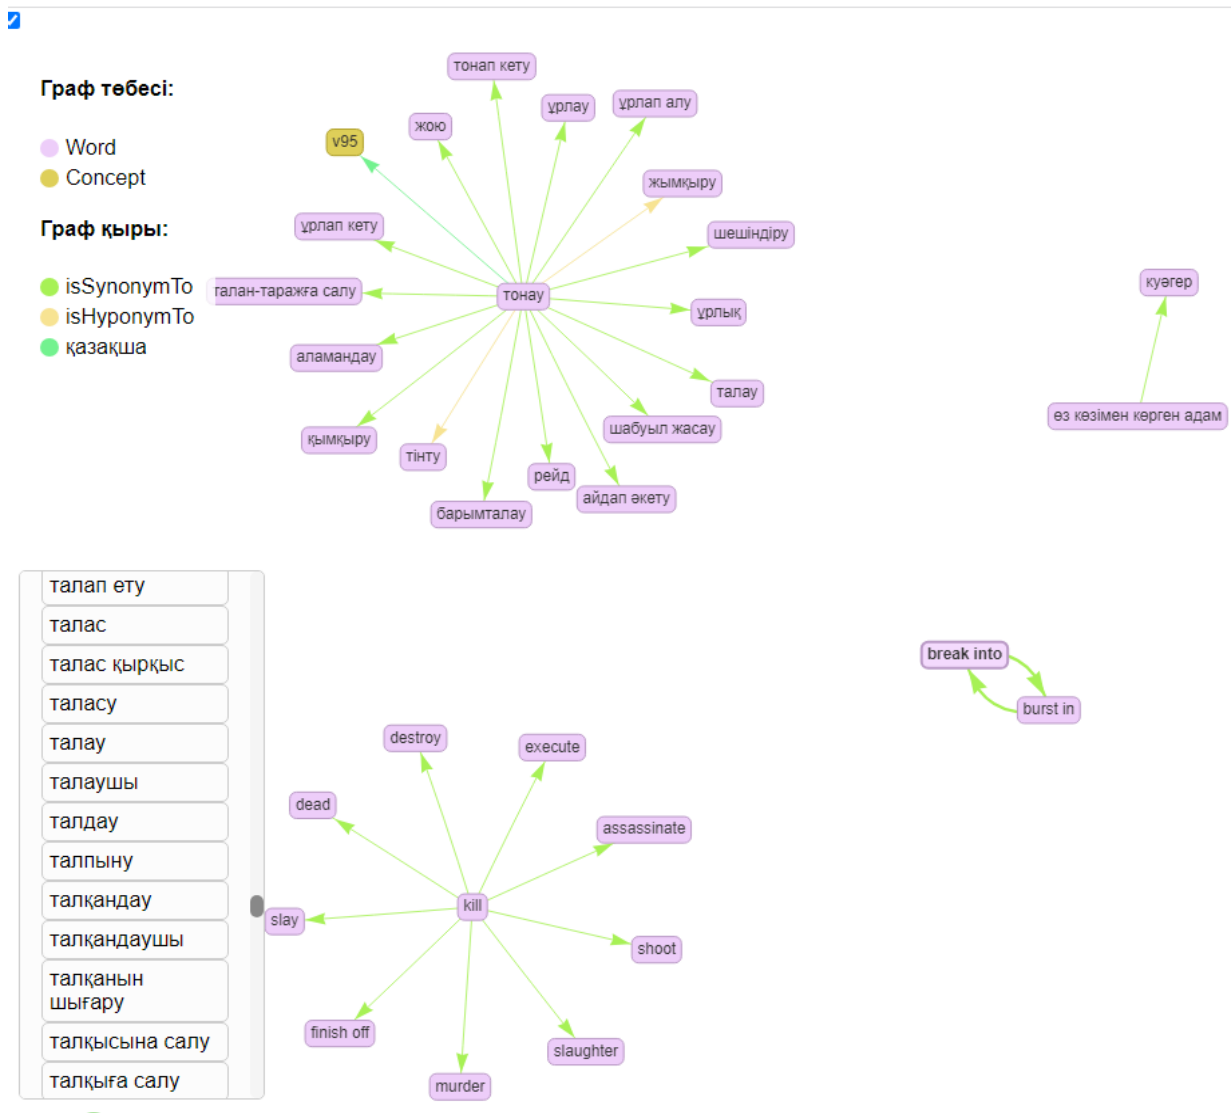 Граф төбесі:
Word
Concept
Граф қыры:
isSynonymTo
isHyponymTo
қазақша
тонап кету
ұрлау
ұрлап алу
жою
v95
жымқыру
ұрлап кету
шешіндіру
талан-таражға салу
тонау
ұрлық
аламандау
талау
қымқыру
тінту
шабуыл жасау
рейд
айдап әкету
барымталау
куәгер
өз көзімен көрген адам
талап ету
талас
талас қырқыс
таласу
талау
талаушы
талдау
талпыну
талқандау
талқандаушы
талқанын
шығару
талқысына салу
талқыға салу
destroy
execute
dead
assassinate
kill
slay
shoot
finish off
slaughter
murder
break into
burst in